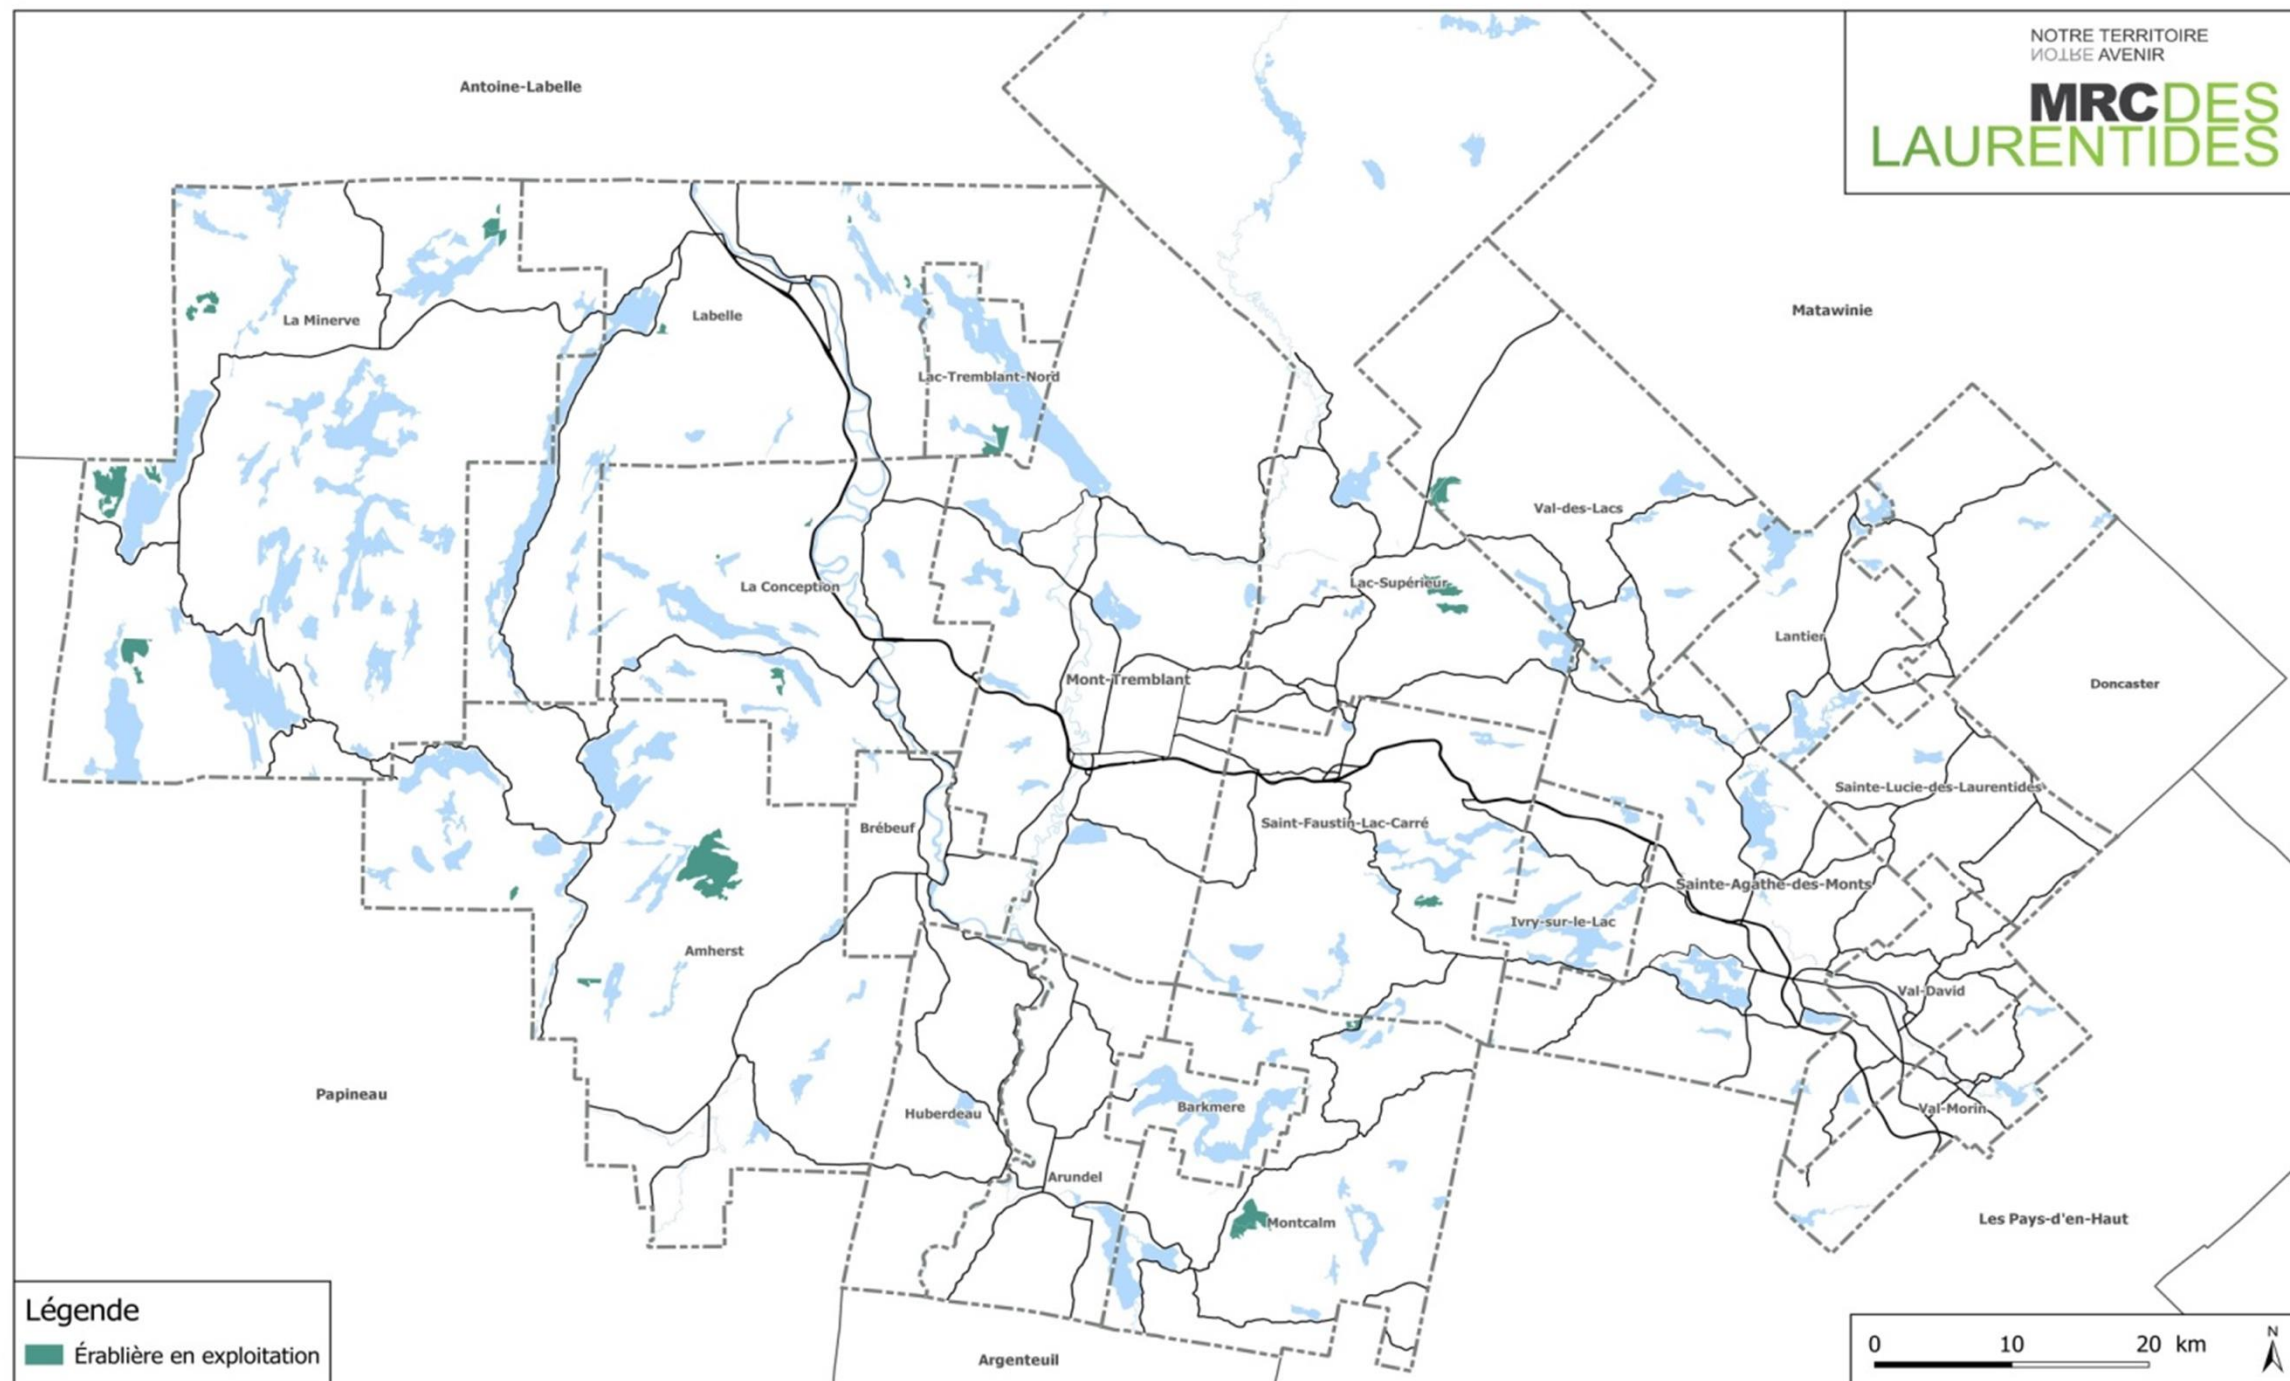 NOTRE TERRITOIRE
NOTRE AVENIR
MRC DES
LAURENTIDES
Antoine-Labelle
Matawinie
La Minerve
Labelle
Lac-Tremblant-Nord
Val-des-Lacs
La Conception
Lac-Supérieur
Lantier
Mont-Tremblant
Doncaster
Sainte-Lucie-des-Laurentides
Brébeuf
Saint-Faustin-Lac-Carré
Sainte-Agathe-des-Monts
Ivry-sur-le-Lac
Amherst
Val-David
Papineau
Huberdeau
Barkmere
Val-Morin
Arundel
Montcalm
Les Pays-d'en-Haut
Argenteuil
Légende
Érablière en exploitation
0 10 20 km
N